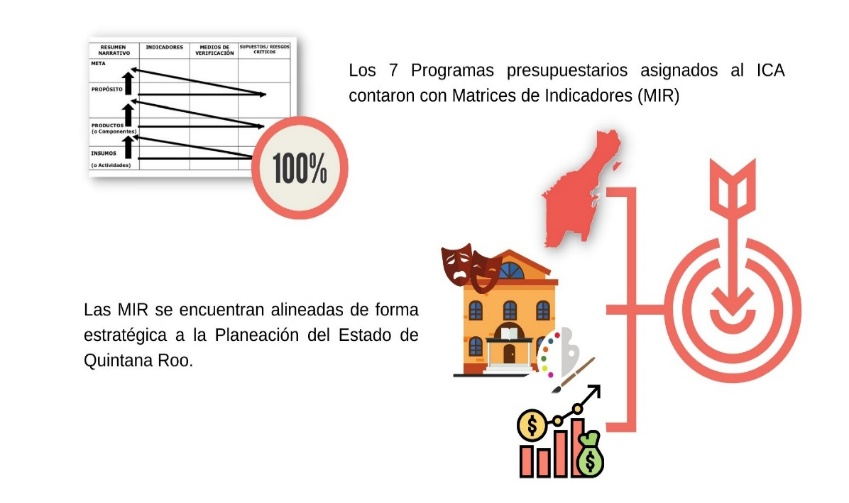 RESUMEN NARRATIVO
INDICADORES
MEDIOS DE VERIFICACIÓN
SUPUESTOS/ RIESGOS CRÍTICOS
META
PROPÓSITO
PRODUCTOS
(o Componentes)
INSUMOS
(o Actividades)
100%
Los 7 Programas presupuestarios asignados al ICA
contaron con Matrices de Indicadores (MIR)
Las MIR se encuentran alineadas de forma
estratégica a la Planeación del Estado de
Quintana Roo.
$
$